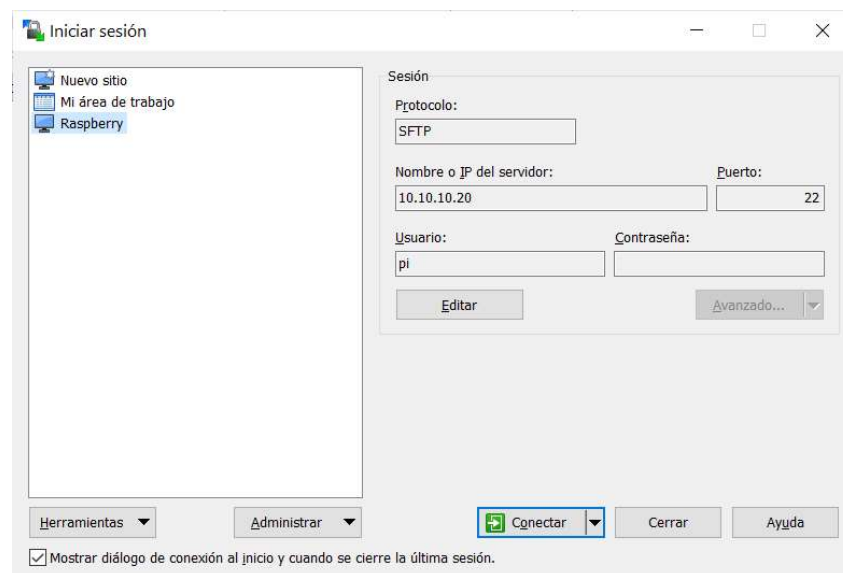 Iniciar sesión
Nuevo sitio
Mi área de trabajo
Raspberry
Sesión
Protocolo:
SFTP
Nombre o IP del servidor:
Puerto:
10.10.10.20
22
Usuario:
Contraseña:
pi
Editar
Avanzado...
Herramientas
Administrar
Conectar
Cerrar
Ayuda
Mostrar diálogo de conexión al inicio y cuando se cierre la última sesión.